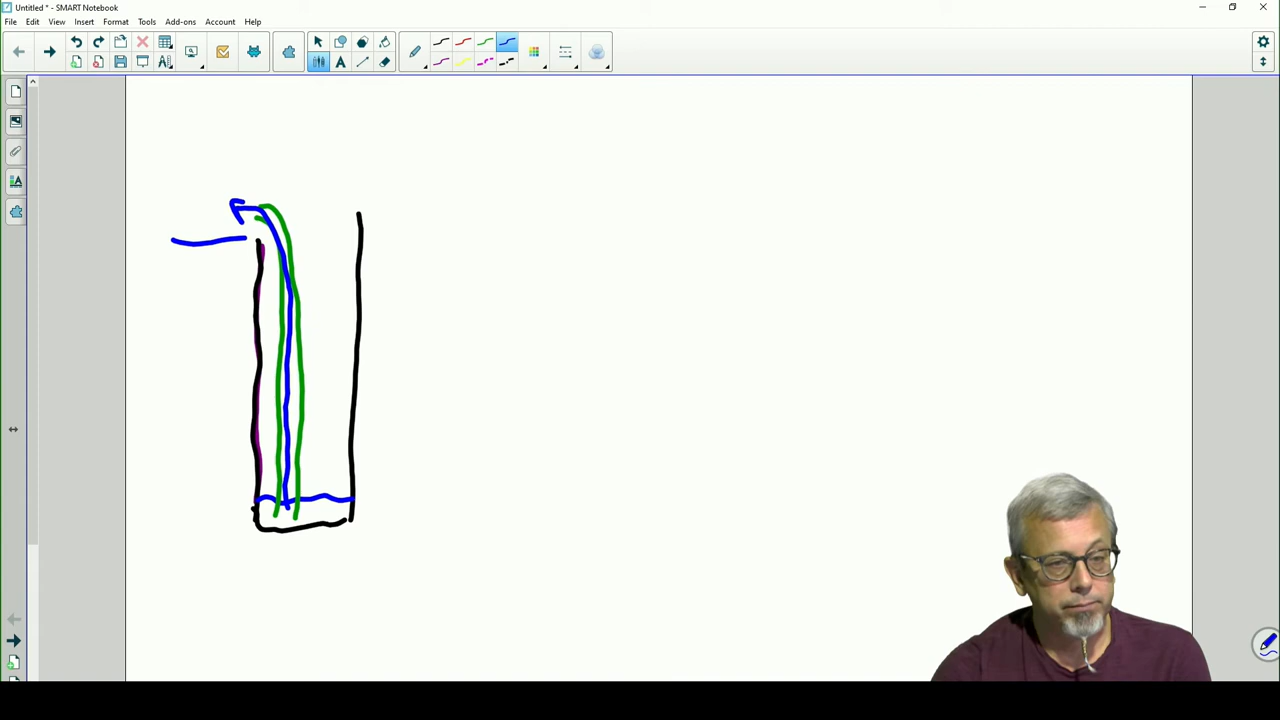 Untitled * - SMART Notebook
File Edit View Insert Format Tools Add-ons Account Help